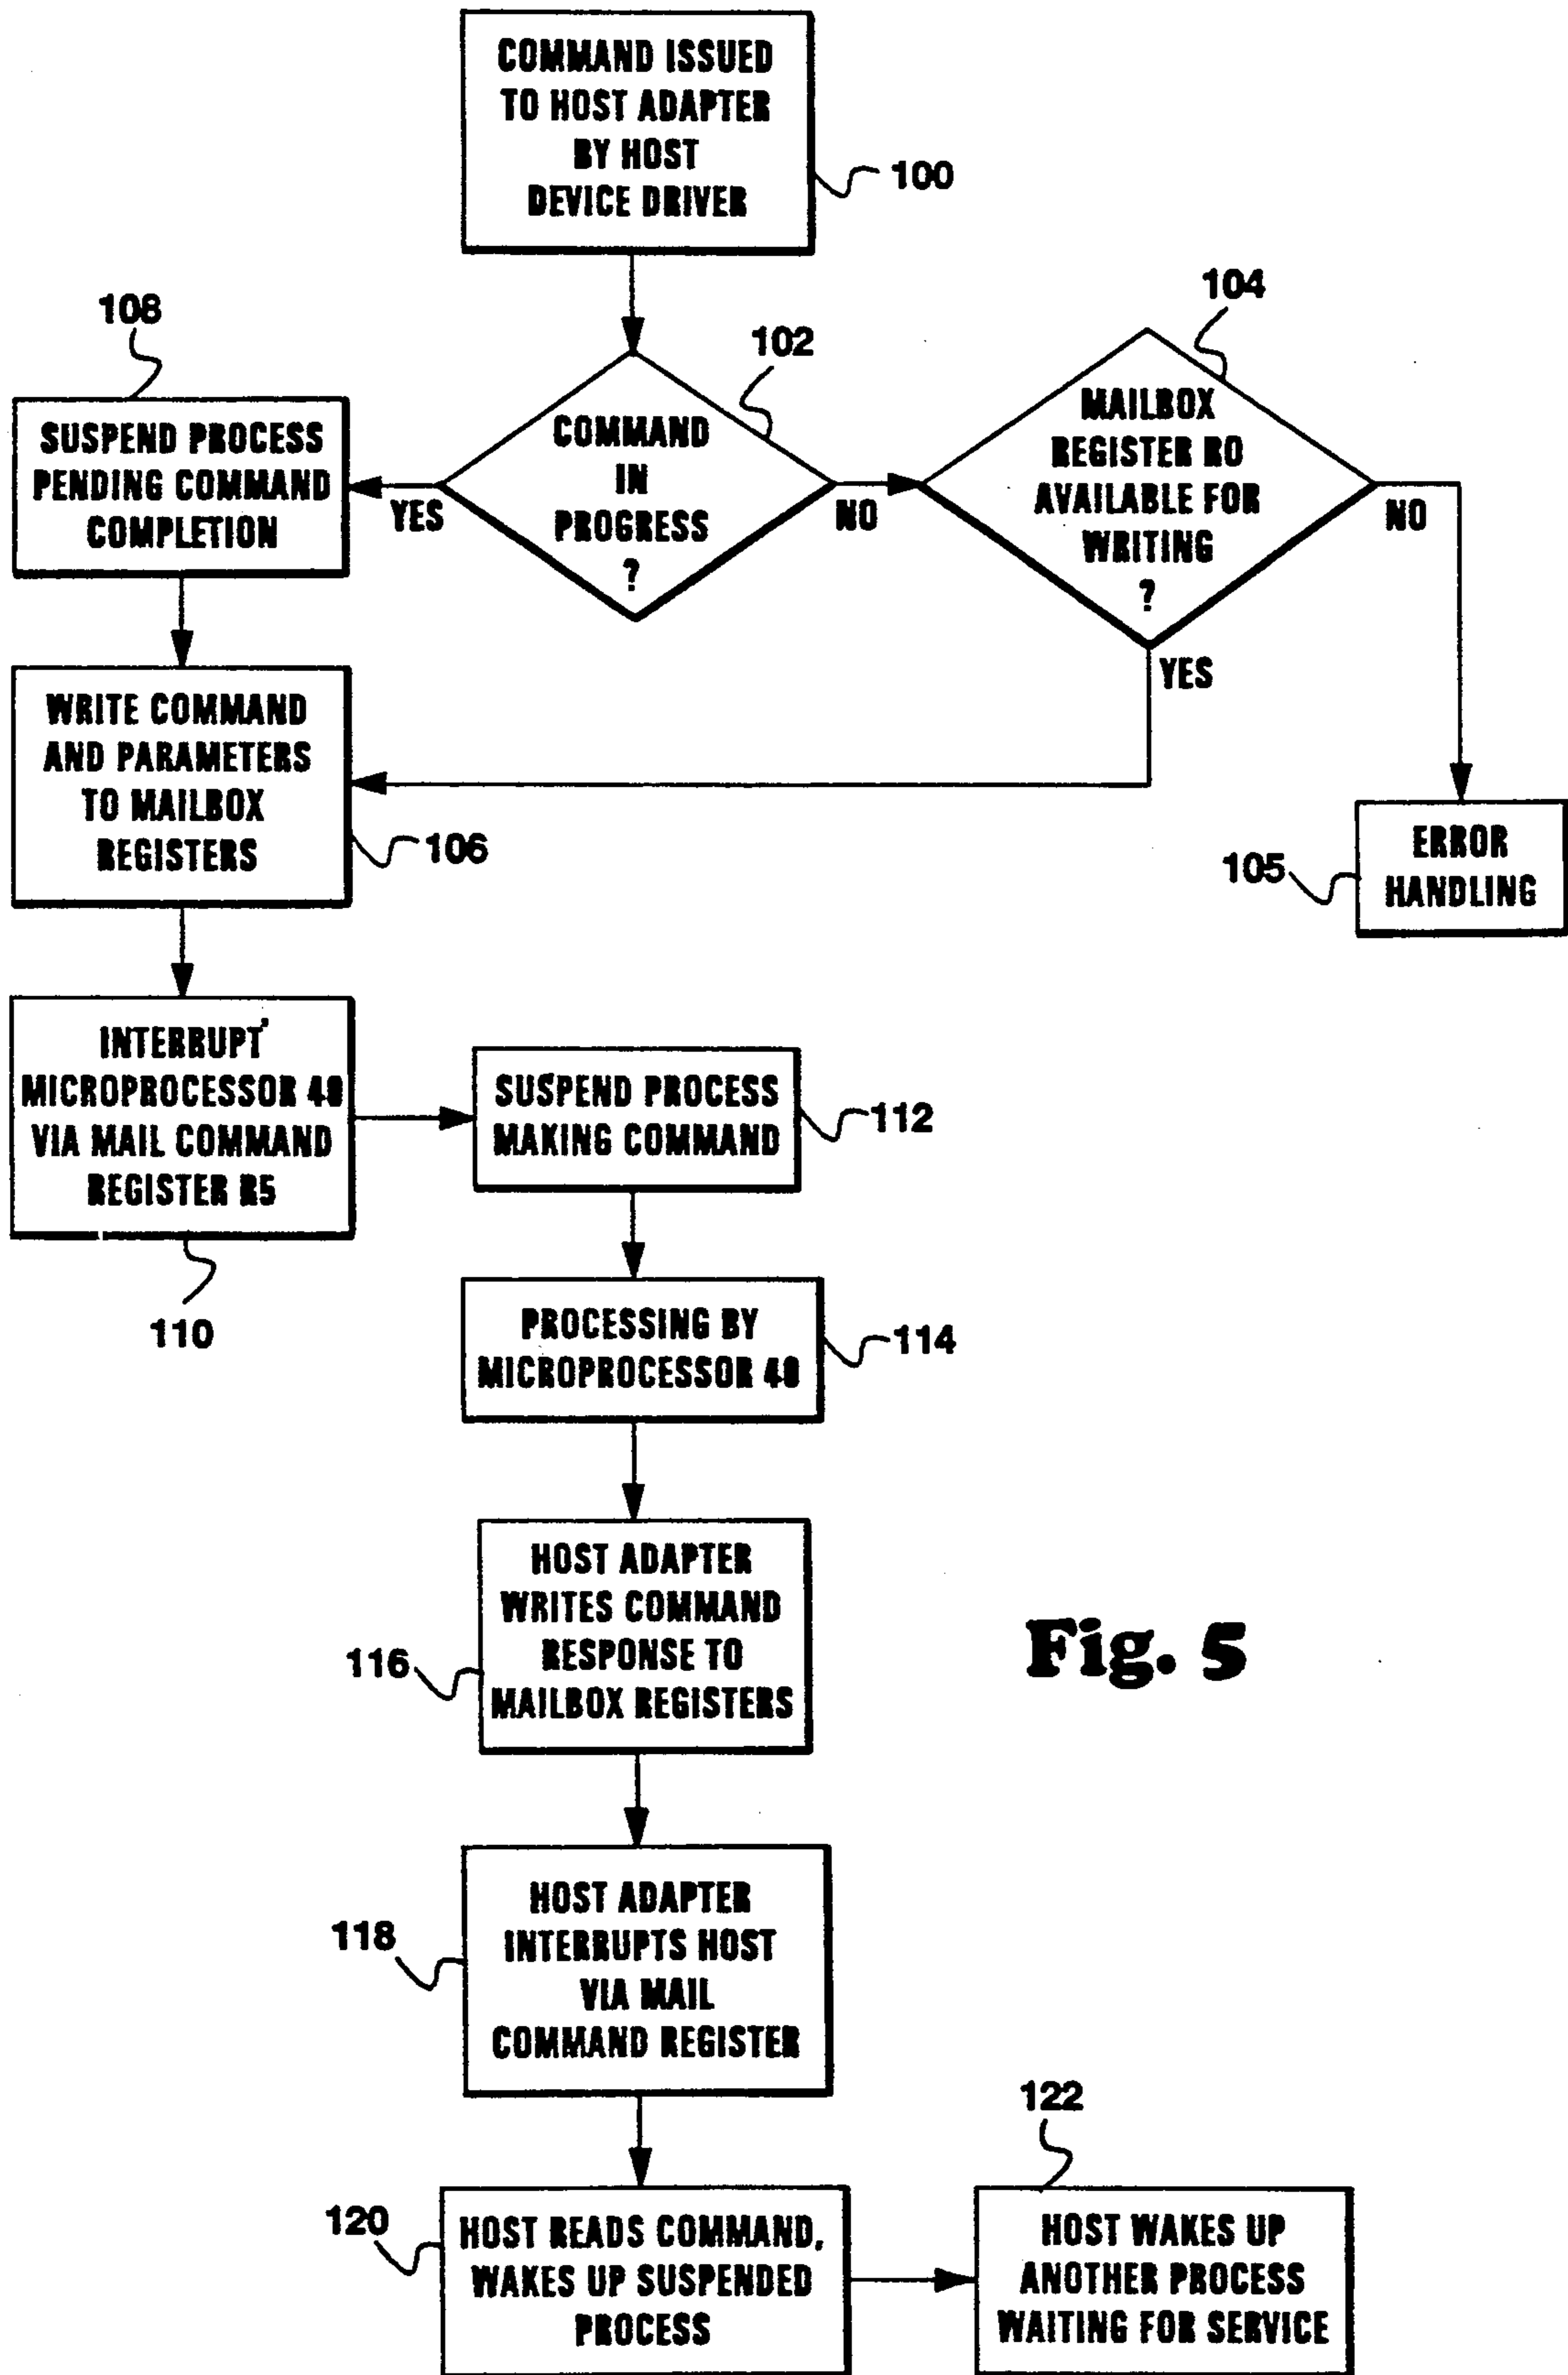 COMMAND ISSUED
TO HOST ADAPTER
BY HOST
DEVICE DRIVER
100
104
108
102
SUSPEND PROCESS
PENDING COMMAND
COMPLETION
COMMAND
IN
PROGRESS
?
YES
NO
MAILBOX
REGISTER R0
AVAILABLE FOR
WRITING
?
NO
YES
WRITE COMMAND
AND PARAMETERS
TO MAILBOX
REGISTERS
106
105
ERROR
HANDLING
INTERRUPT
MICROPROCESSOR 40
VIA MAIL COMMAND
REGISTER R5
110
SUSPEND PROCESS
MAKING COMMAND
112
PROCESSING BY
MICROPROCESSOR 40
114
HOST ADAPTER
WRITES COMMAND
RESPONSE TO
MAILBOX REGISTERS
116
Fig. 5
HOST ADAPTER
INTERRUPTS HOST
VIA MAIL
COMMAND REGISTER
118
122
120
HOST READS COMMAND,
WAKES UP SUSPENDED
PROCESS
HOST WAKES UP
ANOTHER PROCESS
WAITING FOR SERVICE